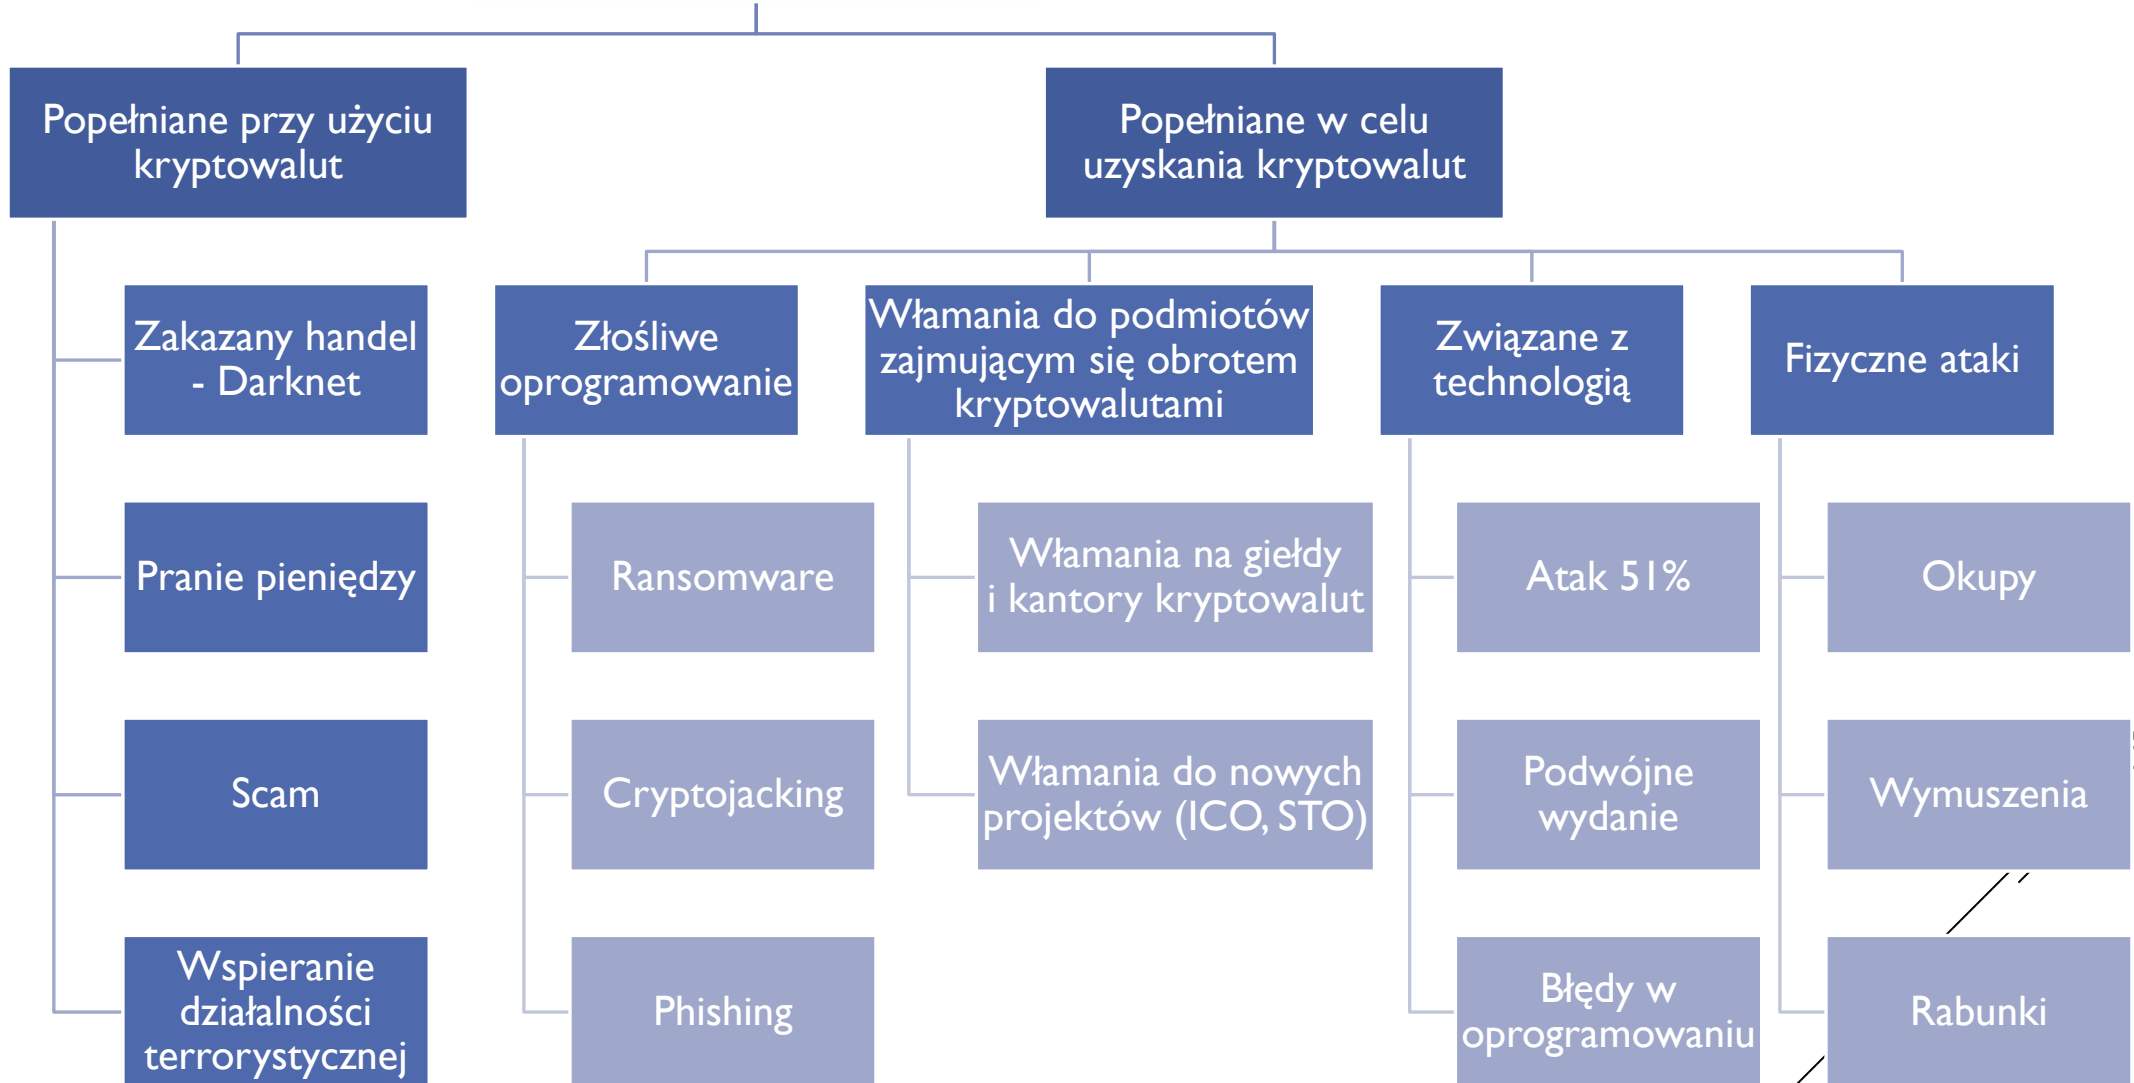 Popełniane przy użyciu
kryptowalut
Popełniane w celu
uzyskania kryptowalut
Zakazany handel
- Darknet
Złośliwe
oprogramowanie
Włamania do podmiotów
zajmującym się obrotem
kryptowalutami
Związane z
technologią
Fizyczne ataki
Pranie pieniędzy
Ransomware
Włamania na giełdy
i kantory kryptowalut
Atak 51%
Okupy
Scam
Cryptojacking
Włamania do nowych
projektów (ICO, STO)
Podwójne
wydanie
Wymuszenia
Wspieranie
działalności
terrorystycznej
Phishing
Błędy w
oprogramowaniu
Rabunki